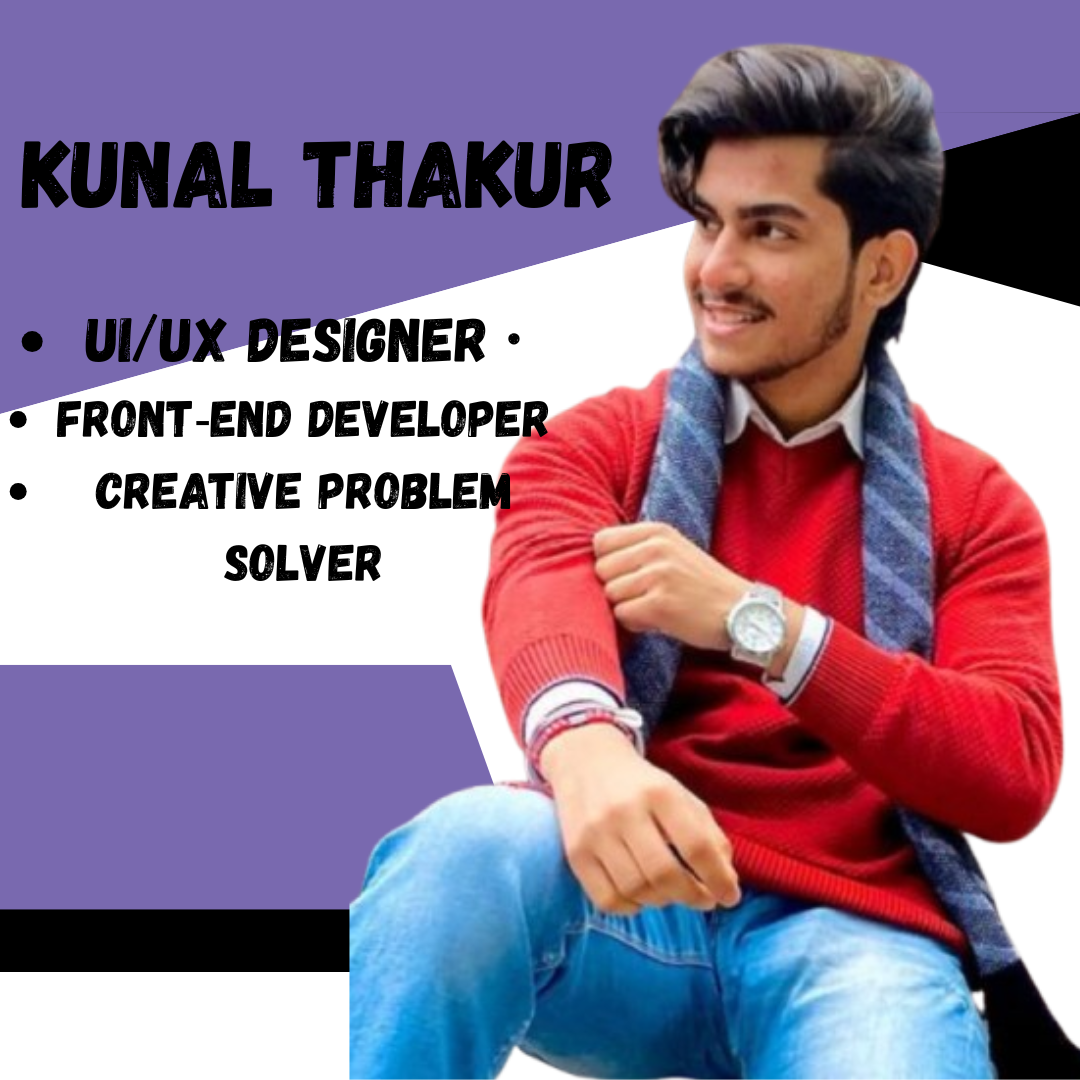 KUNAL THAKUR
• UI/UX DESIGNER •
• FRONT-END DEVELOPER
• CREATIVE PROBLEM
SOLVER